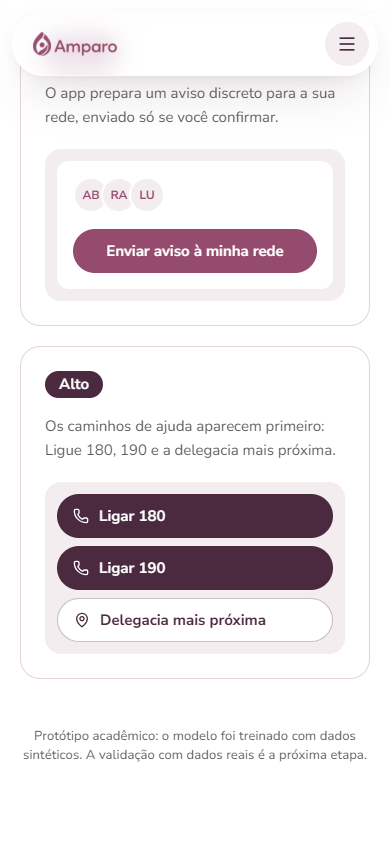 Amparo
O app prepara um aviso discreto para a sua
rede, enviado só se você confirmar.
AB RA LU
Enviar aviso à minha rede
Alto
Os caminhos de ajuda aparecem primeiro:
Ligue 180, 190 e a delegacia mais próxima.
Ligar 180
Ligar 190
Delegacia mais próxima
Protótipo acadêmico: o modelo foi treinado com dados
sintéticos. A validação com dados reais é a próxima etapa.